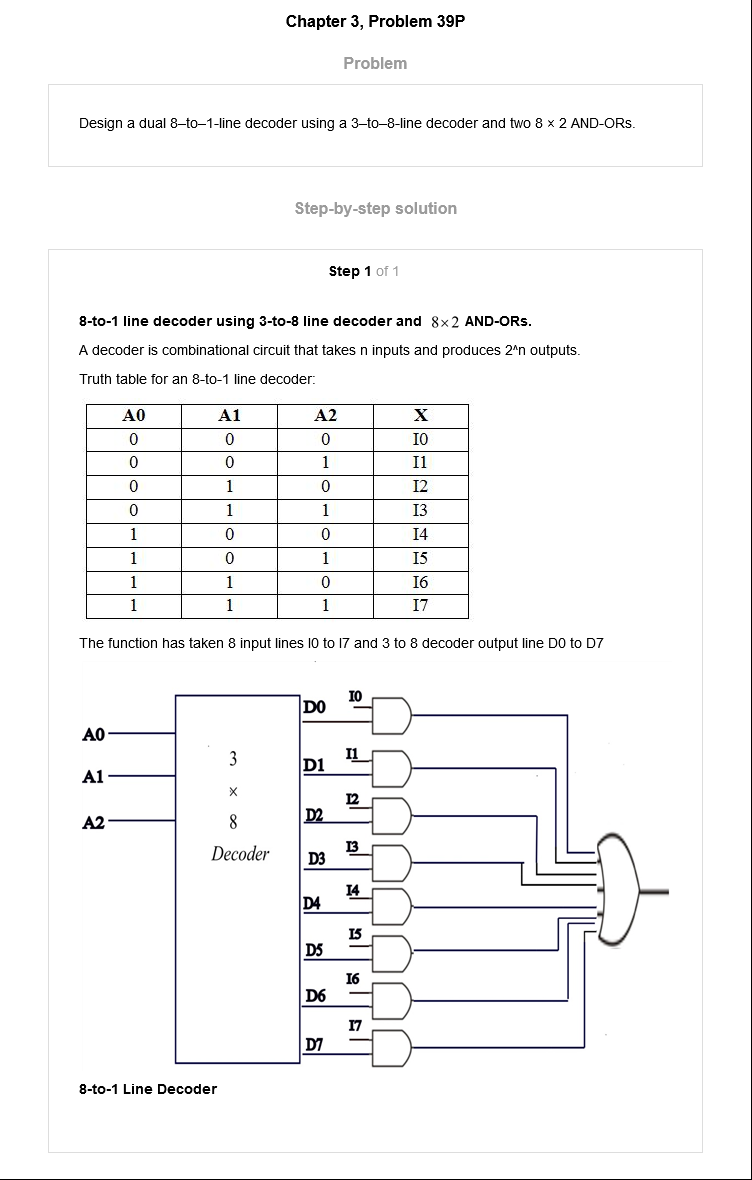 Chapter 3, Problem 39P
Problem
Design a dual 8–to–1-line decoder using a 3–to–8-line decoder and two 8 × 2 AND-ORs.
Step-by-step solution
Step 1 of 1
8-to-1 line decoder using 3-to-8 line decoder and 8×2 AND-ORs.
A decoder is combinational circuit that takes n inputs and produces 2^n outputs.
Truth table for an 8-to-1 line decoder:
A0 A1 A2 X
0 0 0 I0
0 0 1 I1
0 1 0 I2
0 1 1 I3
1 0 0 I4
1 0 1 I5
1 1 0 I6
1 1 1 I7
The function has taken 8 input lines I0 to I7 and 3 to 8 decoder output line D0 to D7
A0
A1
A2
3
×
8
Decoder
D0 I0
D1 I1
D2 I2
D3 I3
D4 I4
D5 I5
D6 I6
D7 I7
8-to-1 Line Decoder